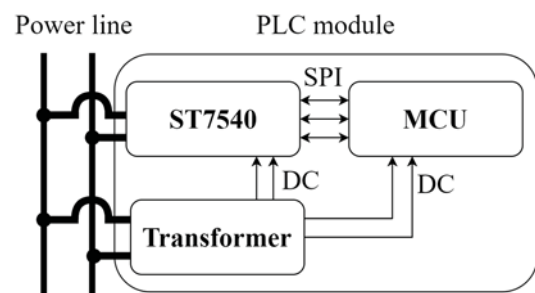 Power line
PLC module
SPI
ST7540
MCU
DC
DC
Transformer